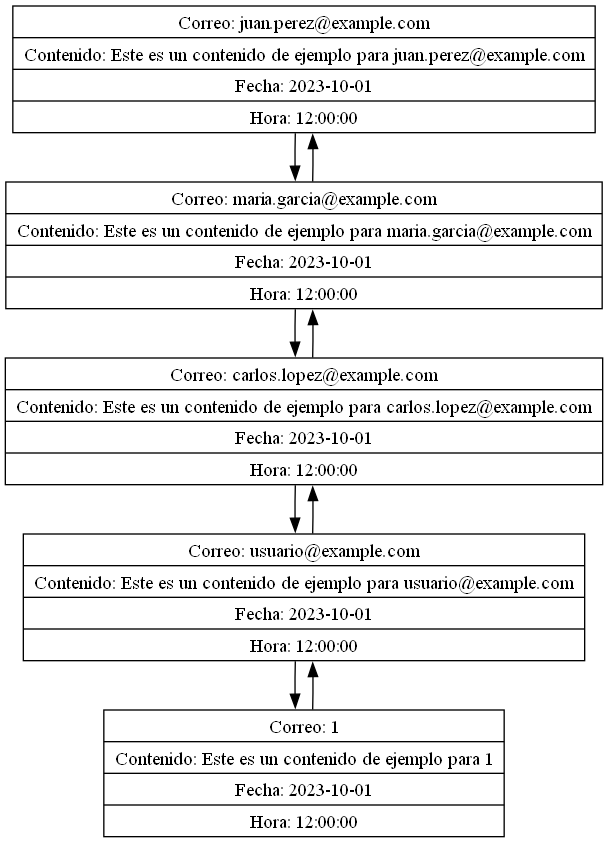 Correo: juan.perez@example.com
Contenido: Este es un contenido de ejemplo para juan.perez@example.com
Fecha: 2023-10-01
Hora: 12:00:00
Correo: maria.garcia@example.com
Contenido: Este es un contenido de ejemplo para maria.garcia@example.com
Fecha: 2023-10-01
Hora: 12:00:00
Correo: carlos.lopez@example.com
Contenido: Este es un contenido de ejemplo para carlos.lopez@example.com
Fecha: 2023-10-01
Hora: 12:00:00
Correo: usuario@example.com
Contenido: Este es un contenido de ejemplo para usuario@example.com
Fecha: 2023-10-01
Hora: 12:00:00
Correo: 1
Contenido: Este es un contenido de ejemplo para 1
Fecha: 2023-10-01
Hora: 12:00:00